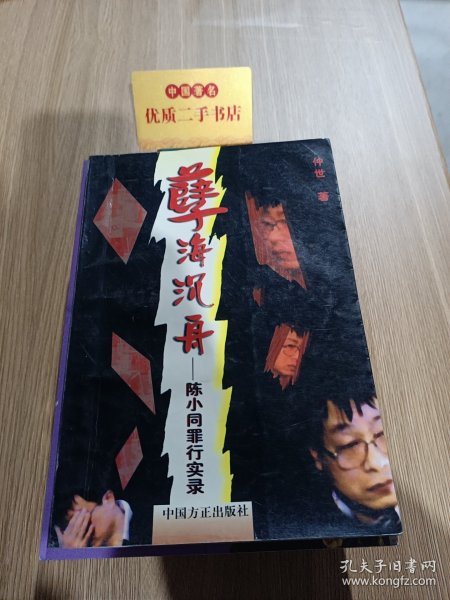 中国著名
优质二手书店
仲世 著
孽海沉舟
——陈小同罪行实录
中国方正出版社
孔夫子旧书网
www.kongfz.com